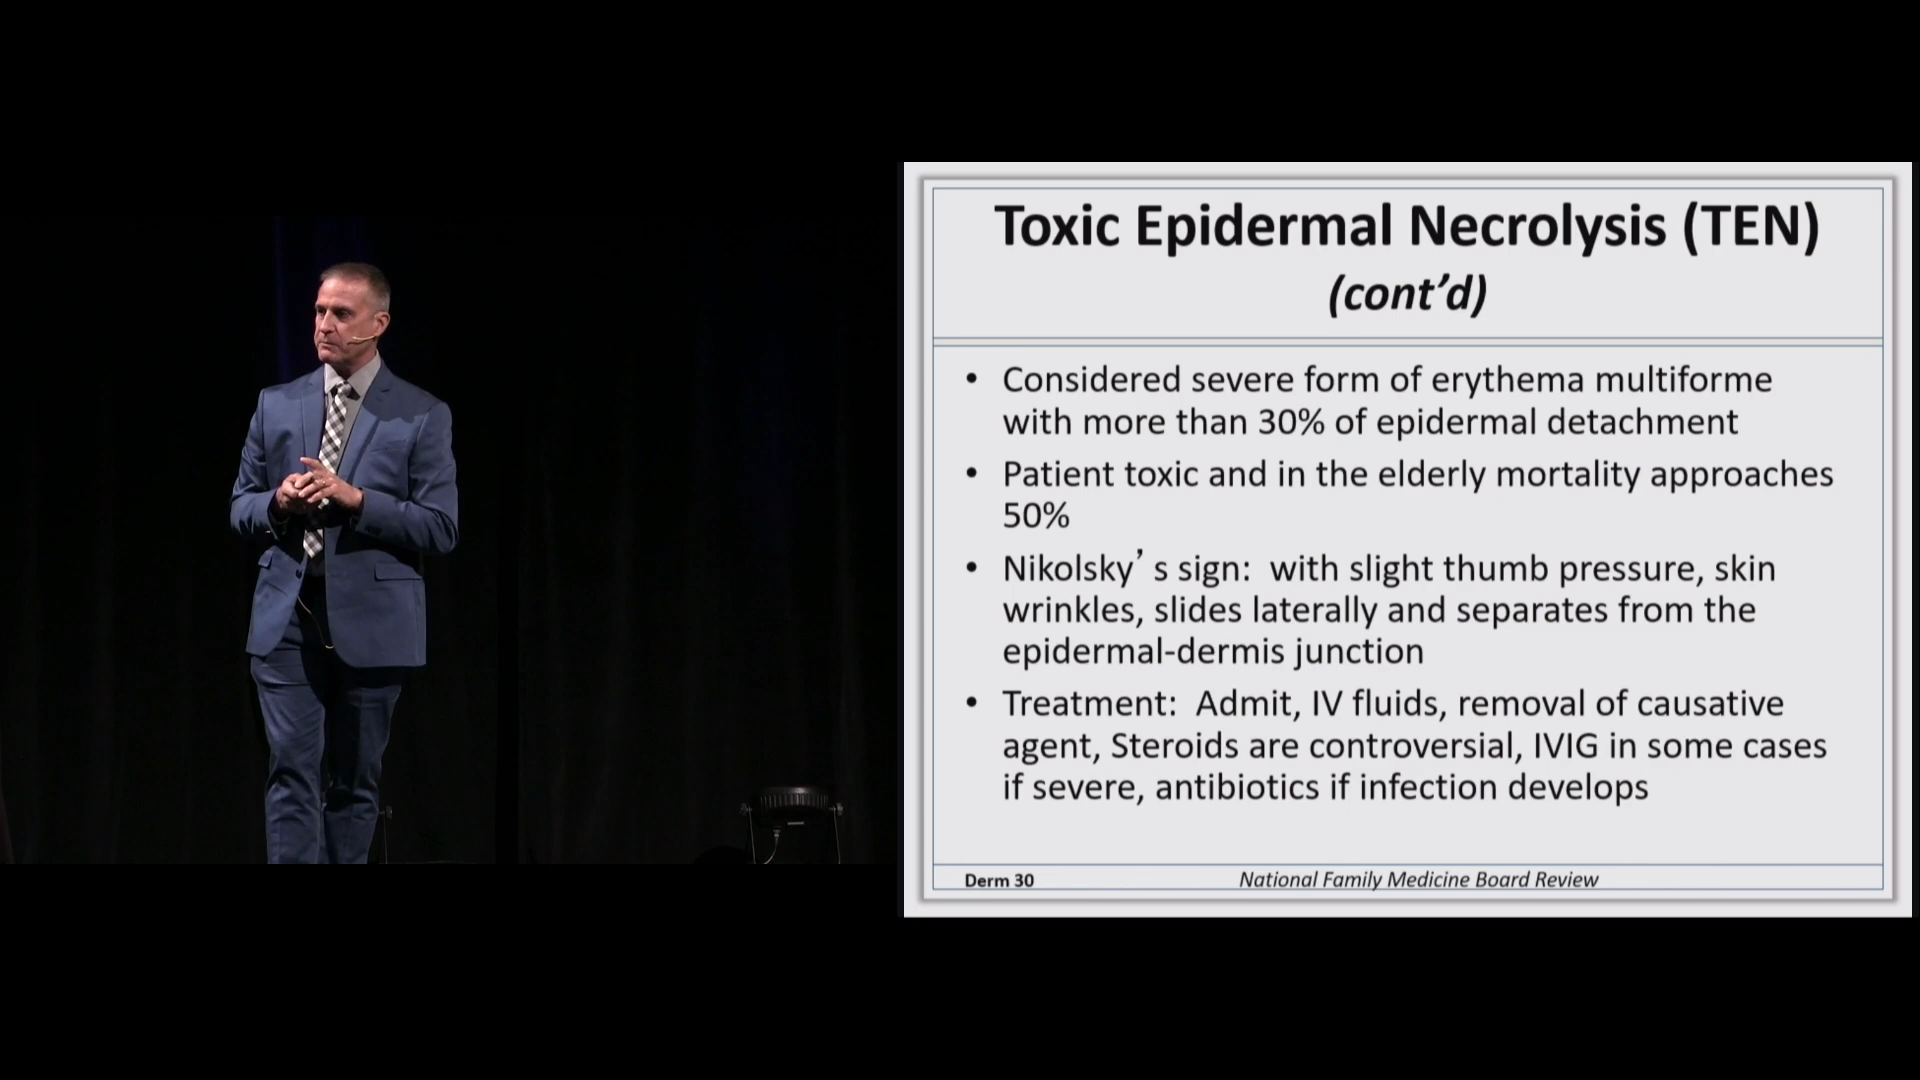 Toxic Epidermal Necrolysis (TEN)
(cont’d)
• Considered severe form of erythema multiforme
with more than 30% of epidermal detachment
• Patient toxic and in the elderly mortality approaches
50%
• Nikolsky’s sign:  with slight thumb pressure, skin
wrinkles, slides laterally and separates from the
epidermal-dermis junction
• Treatment:  Admit, IV fluids, removal of causative
agent, Steroids are controversial, IVIG in some cases
if severe, antibiotics if infection develops
Derm 30
National Family Medicine Board Review